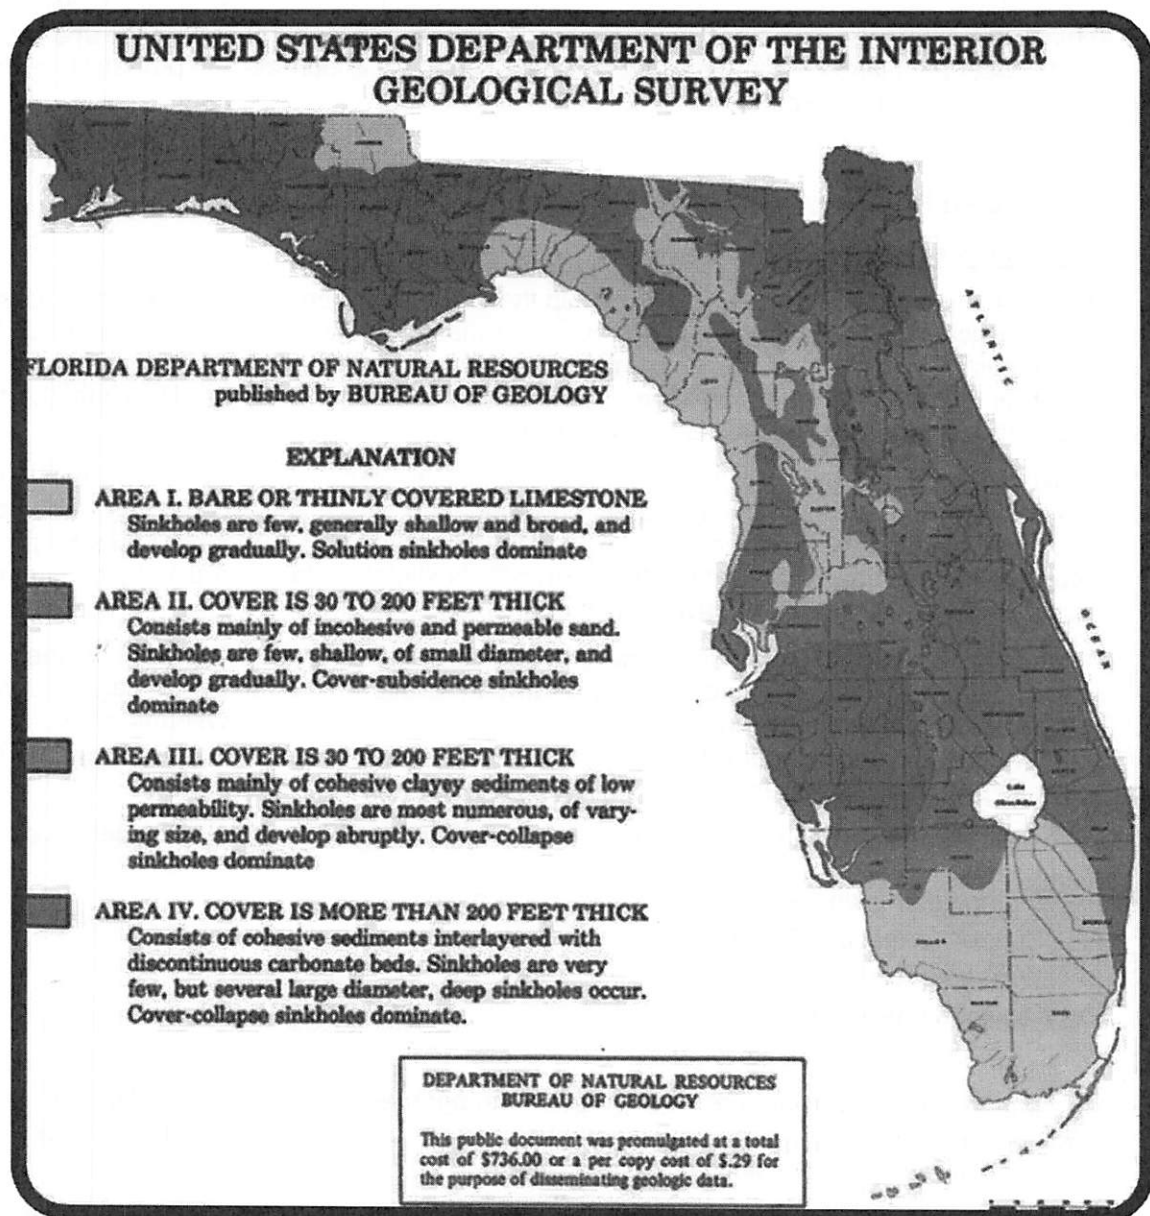 UNITED STATES DEPARTMENT OF THE INTERIOR
GEOLOGICAL SURVEY
ATLANTIC
OCEAN
FLORIDA DEPARTMENT OF NATURAL RESOURCES
published by BUREAU OF GEOLOGY
EXPLANATION
AREA I. BARE OR THINLY COVERED LIMESTONE
Sinkholes are few, generally shallow and broad, and
develop gradually. Solution sinkholes dominate
AREA II. COVER IS 30 TO 200 FEET THICK
Consists mainly of incohesive and permeable sand.
Sinkholes are few, shallow, of small diameter, and
develop gradually. Cover-subsidence sinkholes
dominate
AREA III. COVER IS 30 TO 200 FEET THICK
Consists mainly of cohesive clayey sediments of low
permeability. Sinkholes are most numerous, of vary-
ing size, and develop abruptly. Cover-collapse
sinkholes dominate
AREA IV. COVER IS MORE THAN 200 FEET THICK
Consists of cohesive sediments interlayered with
discontinuous carbonate beds. Sinkholes are very
few, but several large diameter, deep sinkholes occur.
Cover-collapse sinkholes dominate.
Lake
Okeechobee
DEPARTMENT OF NATURAL RESOURCES
BUREAU OF GEOLOGY
This public document was promulgated at a total
cost of $736.00 or a per copy cost of $.29 for
the purpose of disseminating geologic data.